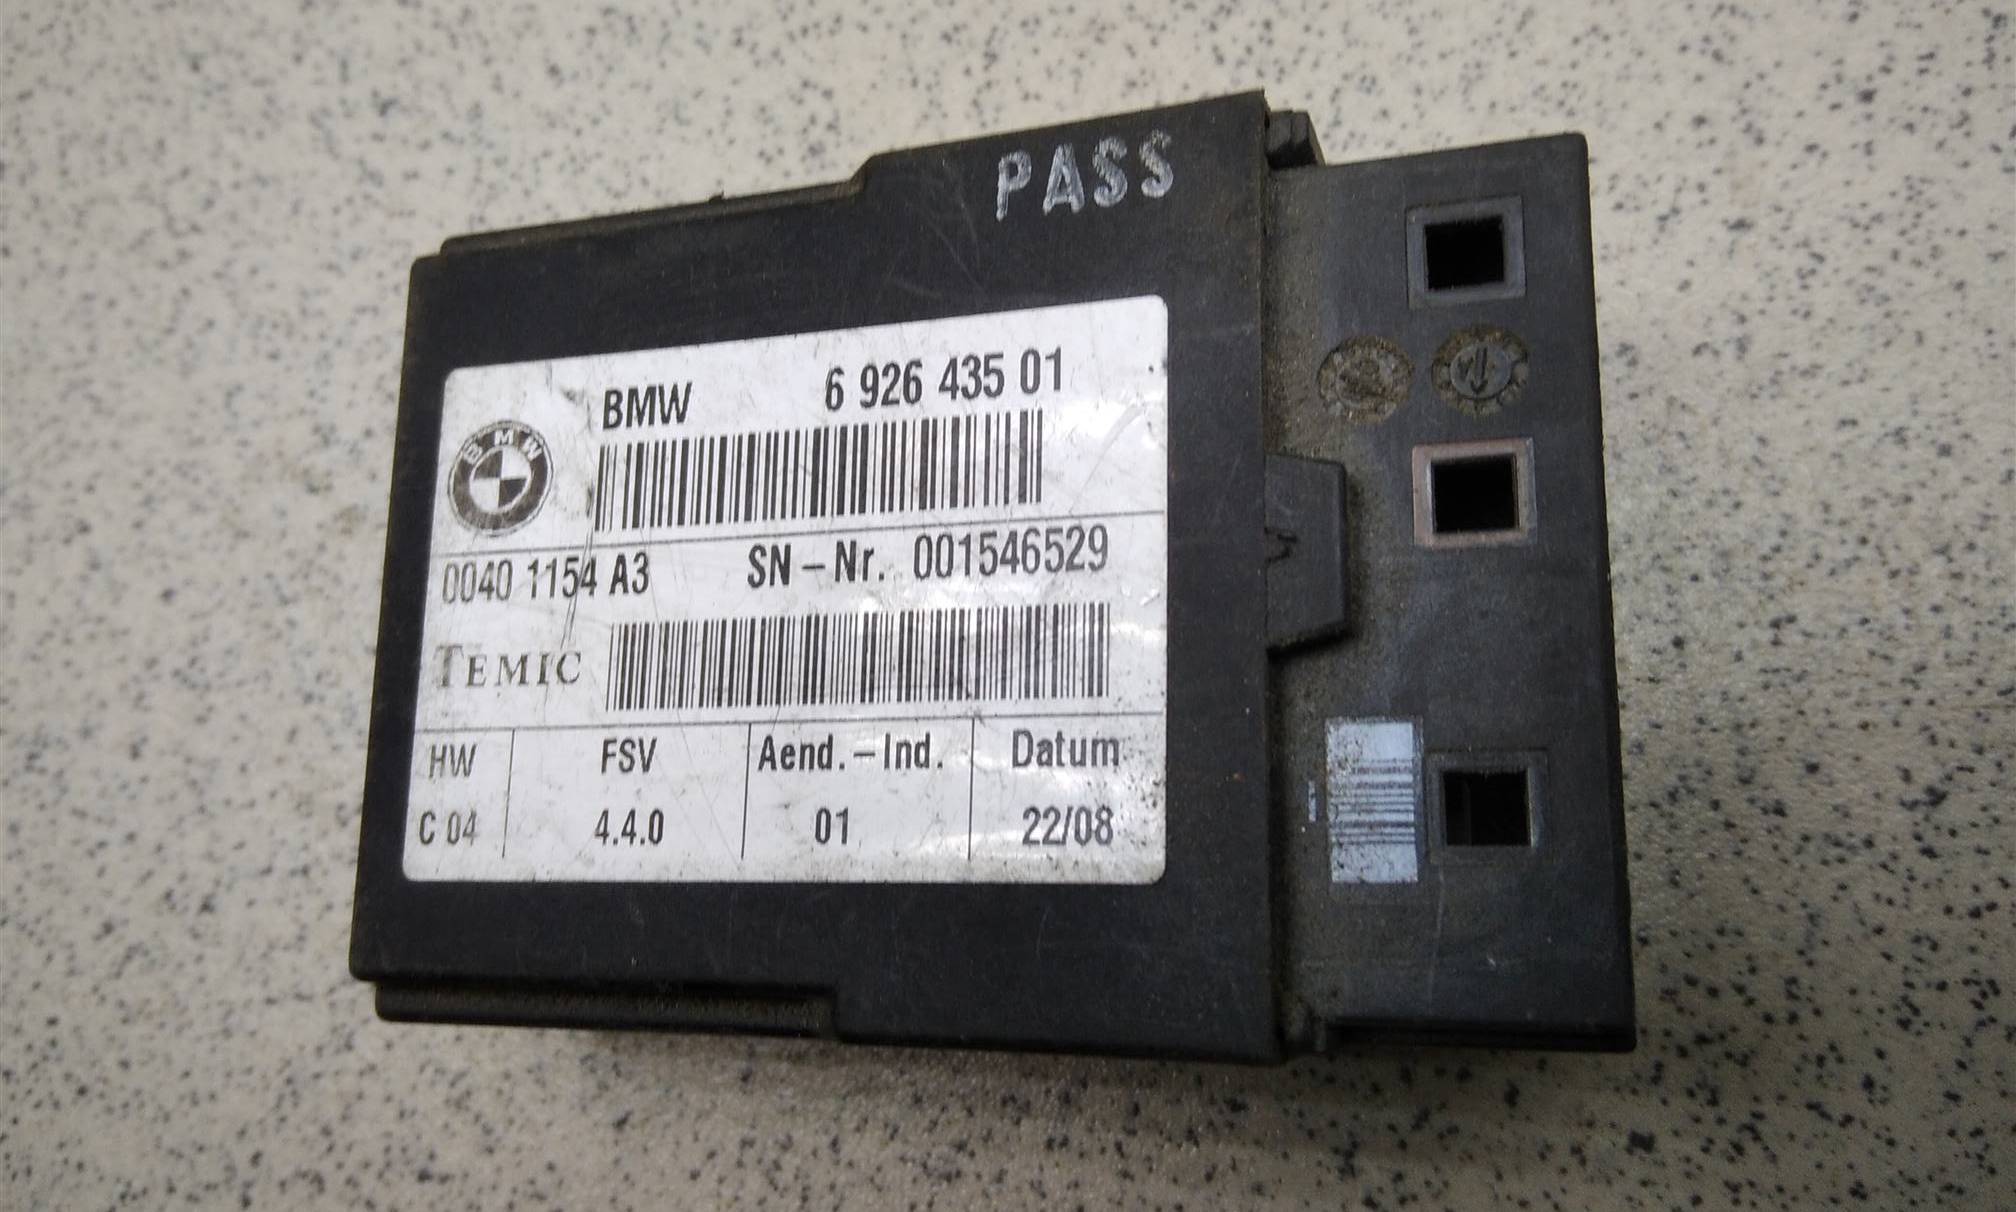 PASS
BMW 6 926 435 01
BMW
0040 1154 A3 SN-Nr. 001546529
TEMIC
HW FSV Aend.-Ind. Datum
C 04 4.4.0 01 22/08